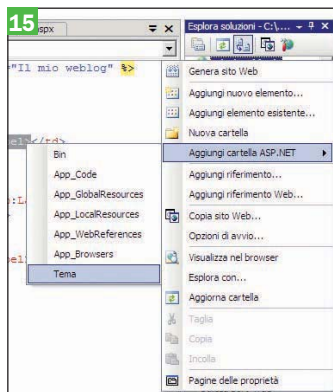 15
spx
Esplora soluzioni - C:\...
="Il mio weblog" %>
Genera sito Web
Aggiungi nuovo elemento...
Aggiungi elemento esistente...
Nuova cartella
</td>
Aggiungi cartella ASP.NET
Bin
App_Code
App_GlobalResources
App_LocalResources
App_WebReferences
App_Browsers
Tema
Aggiungi riferimento...
Aggiungi riferimento Web...
Copia sito Web...
Opzioni di avvio...
Visualizza nel browser
Esplora con...
Aggiorna cartella
Taglia
Copia
Incolla
Pagine delle proprietà